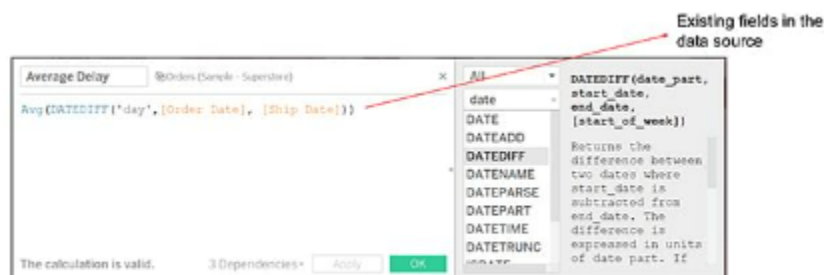 Existing fields in the
data source
Average Delay
Orders (Sample - Superstore)
All
Avg(DATEDIFF('day',[Order Date], [Ship Date]))
date
DATE
DATEADD
DATEDIFF
DATENAME
DATEPARSE
DATEPART
DATETIME
DATETRUNC
ISDATE
DATEDIFF(date_part,
start_date,
end_date,
[start_of_week])
Returns the
difference between
two dates where
start_date is
subtracted from
end_date. The
difference is
expressed in units
of date part. If
The calculation is valid.
3 Dependencies
Apply
OK